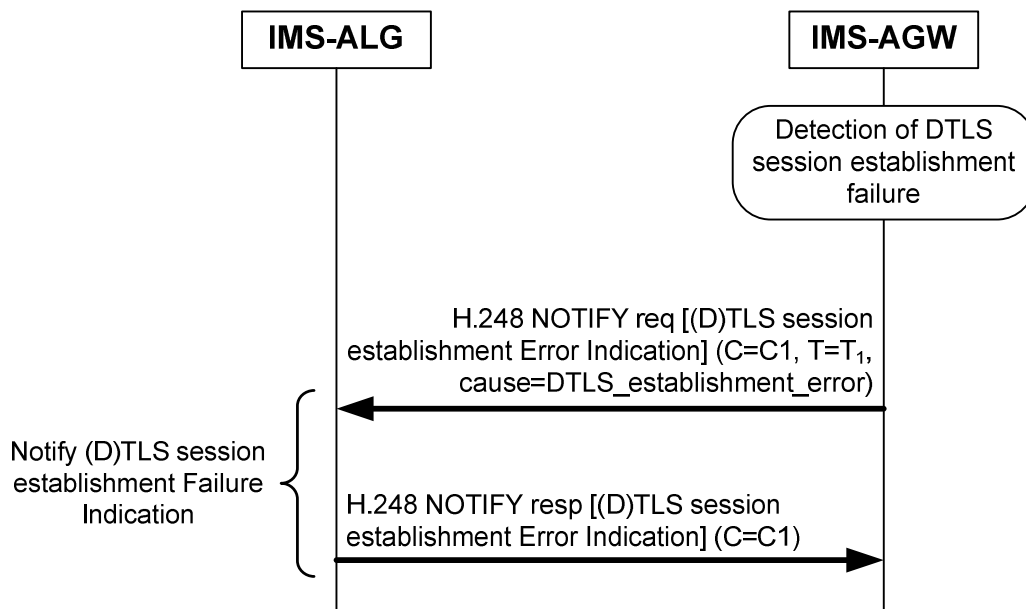 IMS-ALG
IMS-AGW
Detection of DTLS
session establishment
failure
H.248 NOTIFY req [(D)TLS session
establishment Error Indication] (C=C1, T=T₁,
cause=DTLS_establishment_error)
Notify (D)TLS session
establishment Failure
Indication
H.248 NOTIFY resp [(D)TLS session
establishment Error Indication] (C=C1)